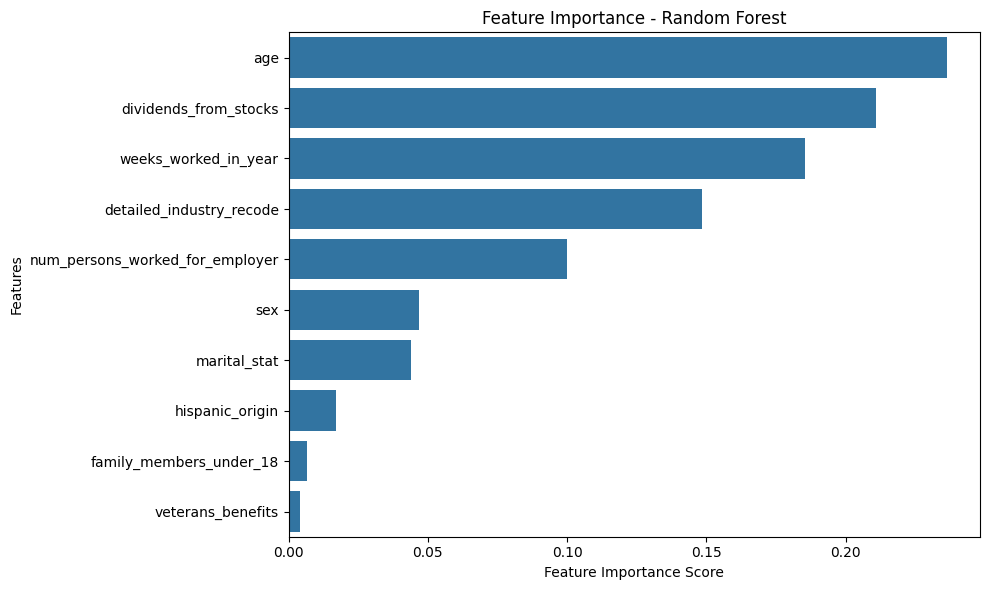 Feature Importance - Random Forest
age
dividends_from_stocks
weeks_worked_in_year
detailed_industry_recode
num_persons_worked_for_employer
sex
marital_stat
hispanic_origin
family_members_under_18
veterans_benefits
Features
0.00 0.05 0.10 0.15 0.20
Feature Importance Score